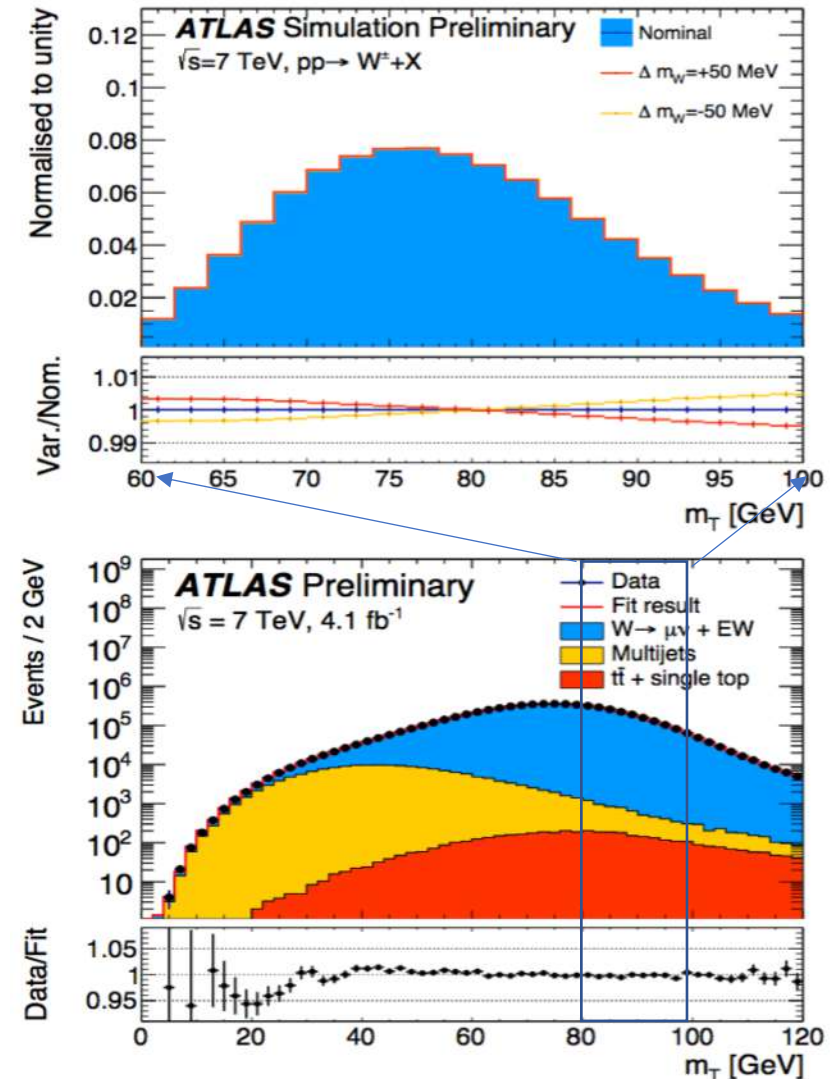 ATLAS Simulation Preliminary
√s=7 TeV, pp→ W±+X
Nominal
Δ mW=+50 MeV
Δ mW=-50 MeV
Normalised to unity
0.12
0.1
0.08
0.06
0.04
0.02
Var./Nom.
1.01
1
0.99
60 65 70 75 80 85 90 95 100
mT [GeV]
ATLAS Preliminary
√s = 7 TeV, 4.1 fb-1
Data
Fit result
W→ μν + EW
Multijets
tt̄ + single top
Events / 2 GeV
10⁹
10⁸
10⁷
10⁶
10⁵
10⁴
10³
10²
10
Data/Fit
1.05
1
0.95
0 20 40 60 80 100 120
mT [GeV]